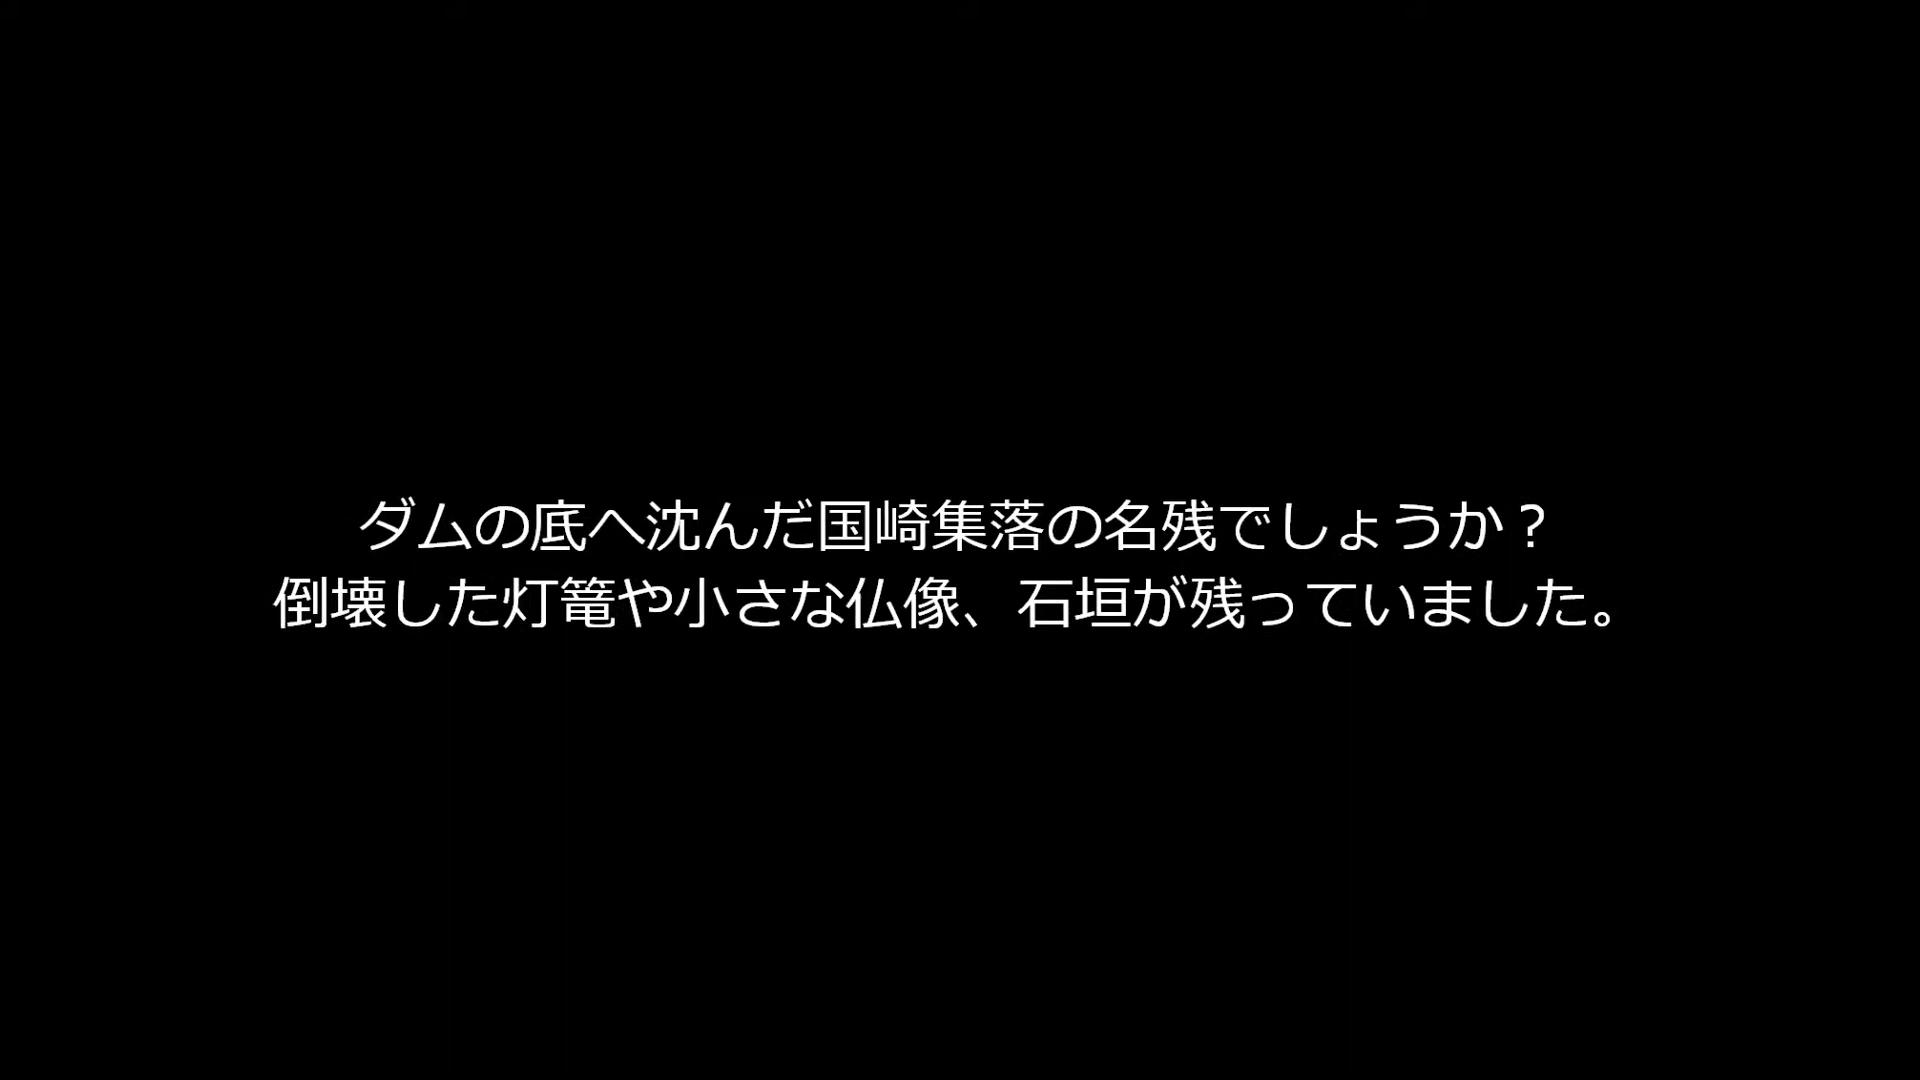 ダムの底へ沈んだ国崎集落の名残でしょうか？
倒壊した灯篭や小さな仏像、石垣が残っていました。